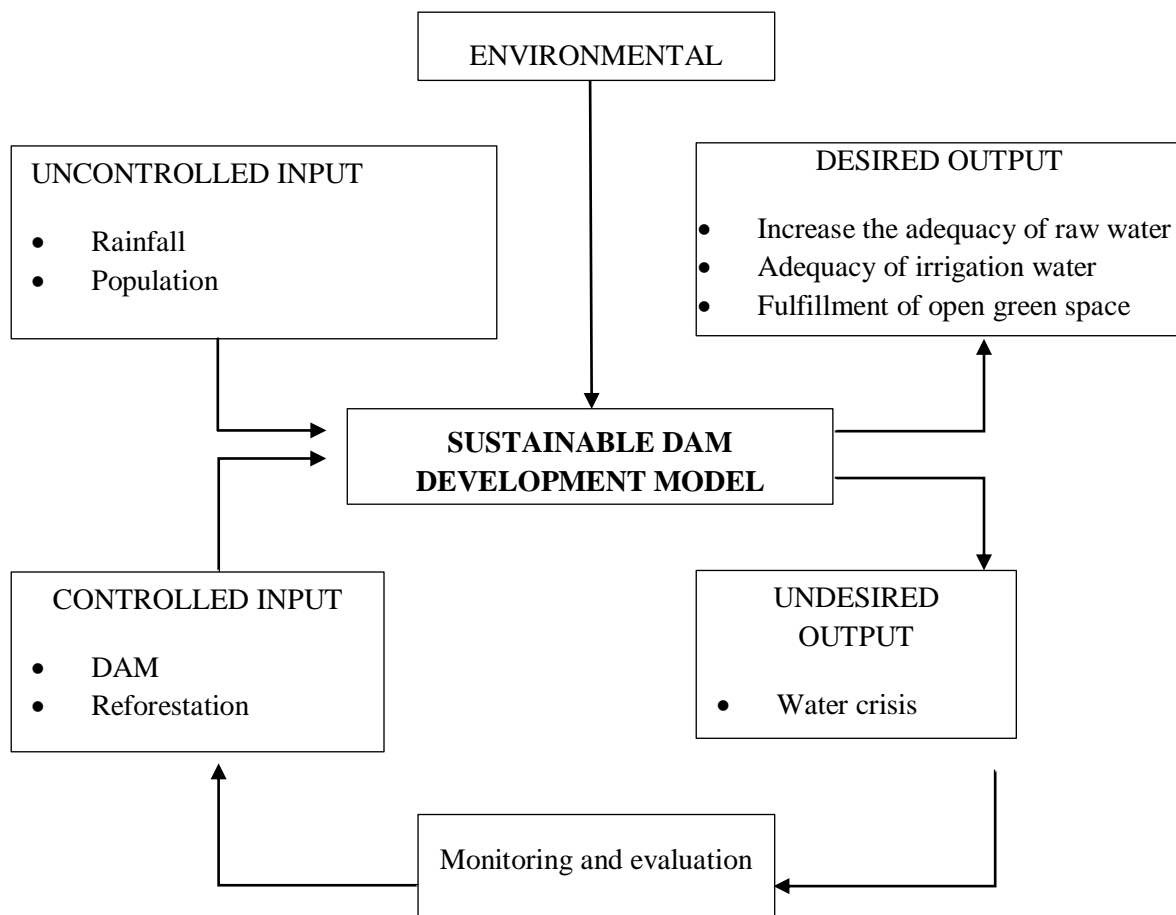 ENVIRONMENTAL
UNCONTROLLED INPUT
• Rainfall
• Population
DESIRED OUTPUT
• Increase the adequacy of raw water
• Adequacy of irrigation water
• Fulfillment of open green space
SUSTAINABLE DAM
DEVELOPMENT MODEL
CONTROLLED INPUT
• DAM
• Reforestation
UNDESIRED
OUTPUT
• Water crisis
Monitoring and evaluation